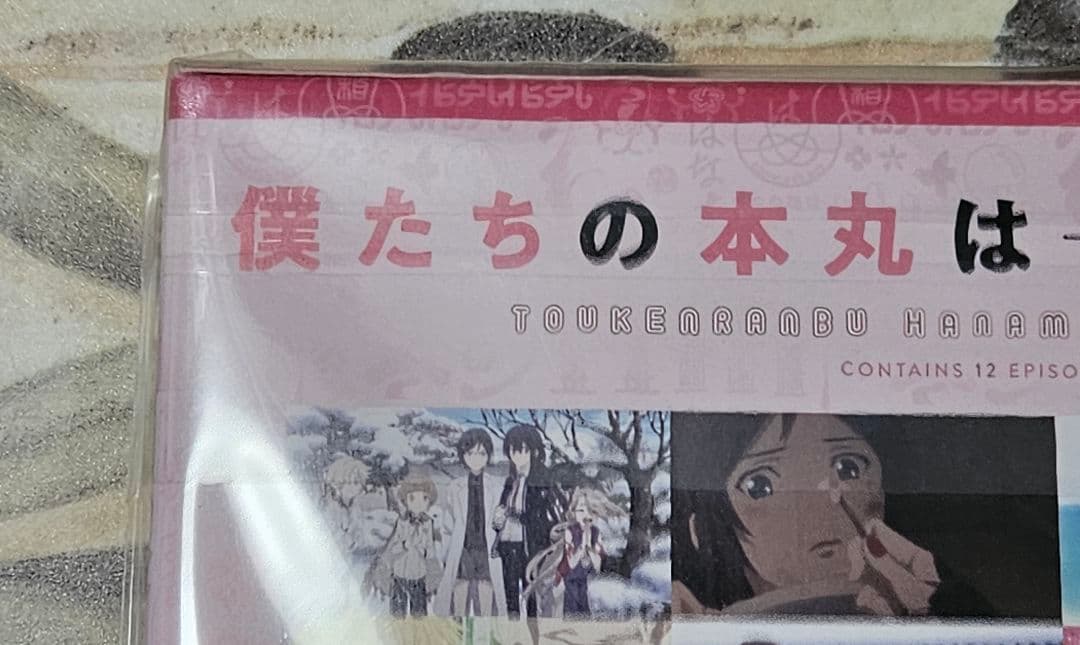 僕たちの本丸は
TOUKENRANBU HANAM
CONTAINS 12 EPISO